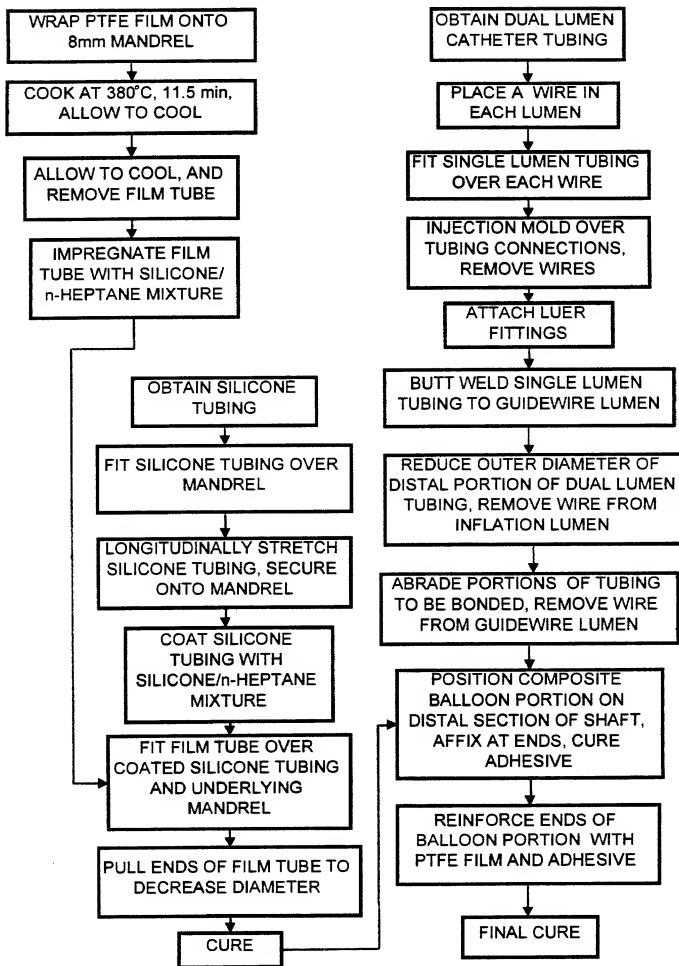 WRAP PTFE FILM ONTO
8mm MANDREL
COOK AT 380°C, 11.5 min,
ALLOW TO COOL
ALLOW TO COOL, AND
REMOVE FILM TUBE
IMPREGNATE FILM
TUBE WITH SILICONE/
n-HEPTANE MIXTURE
OBTAIN SILICONE
TUBING
FIT SILICONE TUBING OVER
MANDREL
LONGITUDINALLY STRETCH
SILICONE TUBING, SECURE
ONTO MANDREL
COAT SILICONE
TUBING WITH
SILICONE/n-HEPTANE
MIXTURE
FIT FILM TUBE OVER
COATED SILICONE TUBING
AND UNDERLYING
MANDREL
PULL ENDS OF FILM TUBE TO
DECREASE DIAMETER
CURE
OBTAIN DUAL LUMEN
CATHETER TUBING
PLACE A WIRE IN
EACH LUMEN
FIT SINGLE LUMEN TUBING
OVER EACH WIRE
INJECTION MOLD OVER
TUBING CONNECTIONS,
REMOVE WIRES
ATTACH LUER
FITTINGS
BUTT WELD SINGLE LUMEN
TUBING TO GUIDEWIRE LUMEN
REDUCE OUTER DIAMETER OF
DISTAL PORTION OF DUAL LUMEN
TUBING, REMOVE WIRE FROM
INFLATION LUMEN
ABRADE PORTIONS OF TUBING
TO BE BONDED, REMOVE WIRE
FROM GUIDEWIRE LUMEN
POSITION COMPOSITE
BALLOON PORTION ON
DISTAL SECTION OF SHAFT,
AFFIX AT ENDS, CURE
ADHESIVE
REINFORCE ENDS OF
BALLOON PORTION WITH
PTFE FILM AND ADHESIVE
FINAL CURE